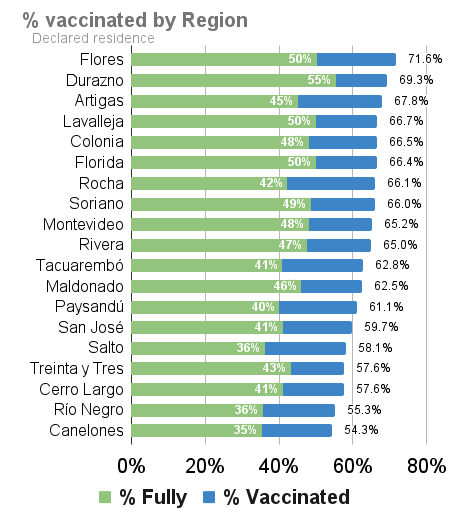 % vaccinated by Region
Declared residence
Flores 50% 71.6%
Durazno 55% 69.3%
Artigas 45% 67.8%
Lavalleja 50% 66.7%
Colonia 48% 66.5%
Florida 50% 66.4%
Rocha 42% 66.1%
Soriano 49% 66.0%
Montevideo 48% 65.2%
Rivera 47% 65.0%
Tacuarembó 41% 62.8%
Maldonado 46% 62.5%
Paysandú 40% 61.1%
San José 41% 59.7%
Salto 36% 58.1%
Treinta y Tres 43% 57.6%
Cerro Largo 41% 57.6%
Río Negro 36% 55.3%
Canelones 35% 54.3%
0% 20% 40% 60% 80%
% Fully % Vaccinated